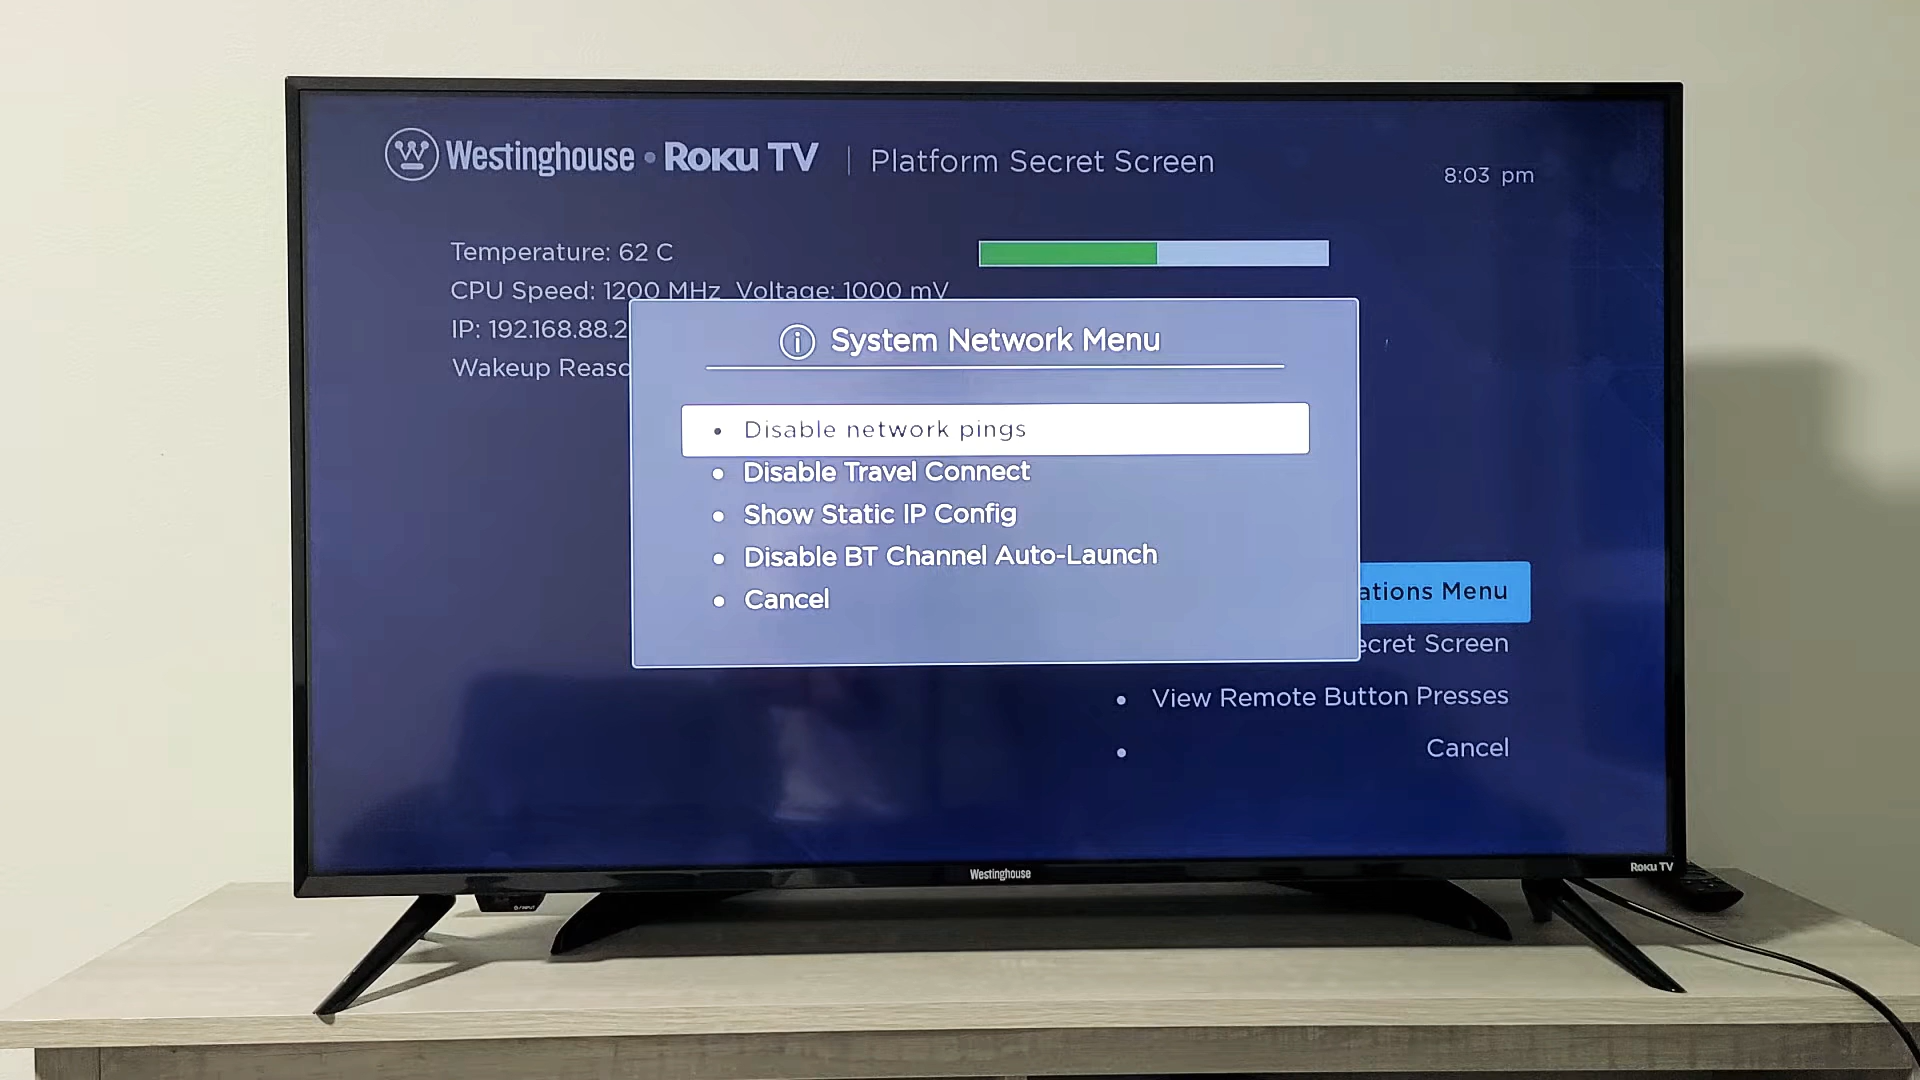 Westinghouse • Roku TV | Platform Secret Screen
8:03 pm
Temperature: 62 C
CPU Speed: 1200 MHz Voltage: 1000 mV
IP: 192.168.88.2
Wakeup Reaso
System Network Menu
• Disable network pings
• Disable Travel Connect
• Show Static IP Config
• Disable BT Channel Auto-Launch
• Cancel
ations Menu
ecret Screen
• View Remote Button Presses
• Cancel
Westinghouse
Roku TV